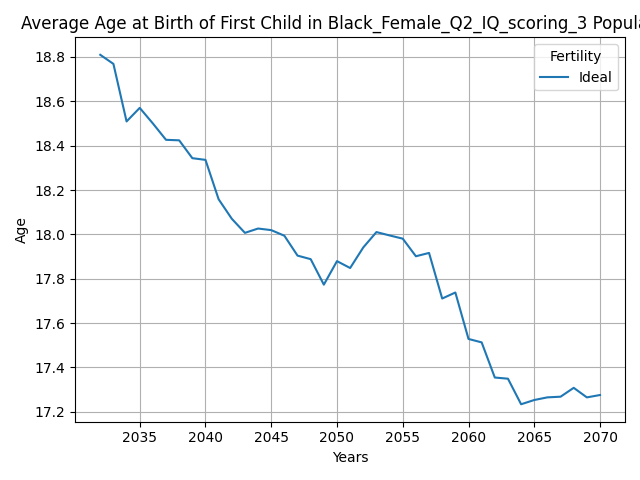 Average Age at Birth of First Child in Black_Female_Q2_IQ_scoring_3
Fertility
Ideal
18.8
18.6
18.4
18.2
18.0
17.8
17.6
17.4
17.2
Age
2035 2040 2045 2050 2055 2060 2065 2070
Years